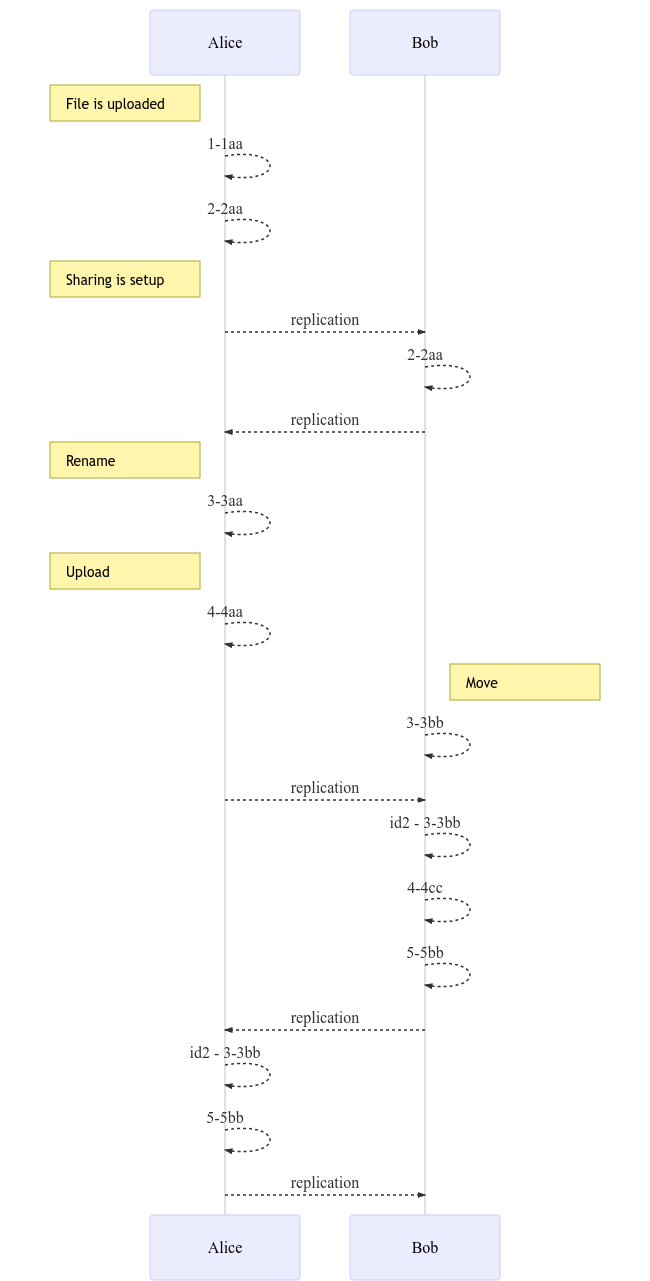 Alice
Bob
File is uploaded
1-1aa
2-2aa
Sharing is setup
replication
2-2aa
replication
Rename
3-3aa
Upload
4-4aa
Move
3-3bb
replication
id2 - 3-3bb
4-4cc
5-5bb
replication
id2 - 3-3bb
5-5bb
replication
Alice
Bob